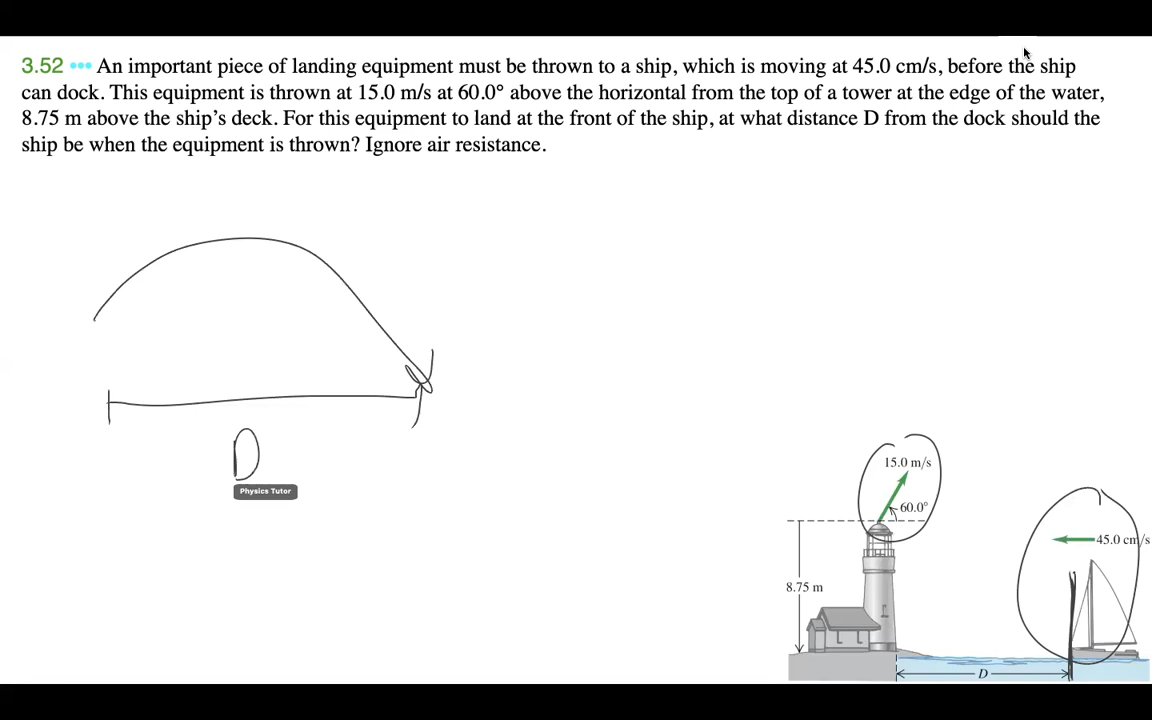 3.52 ••• An important piece of landing equipment must be thrown to a ship, which is moving at 45.0 cm/s, before the ship
can dock. This equipment is thrown at 15.0 m/s at 60.0° above the horizontal from the top of a tower at the edge of the water,
8.75 m above the ship's deck. For this equipment to land at the front of the ship, at what distance D from the dock should the
ship be when the equipment is thrown? Ignore air resistance.
D
Physics Tutor
15.0 m/s
60.0°
45.0 cm/s
8.75 m
D